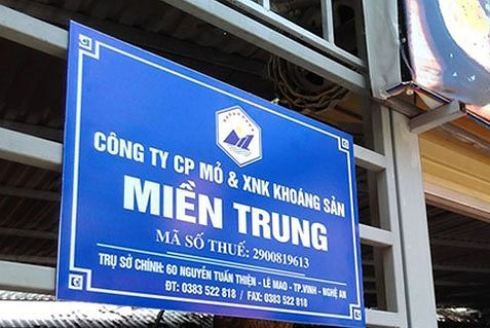 CÔNG TY CP MỎ & XNK KHOÁNG SẢN
MIỀN TRUNG
MÃ SỐ THUẾ: 2900819613
TRỤ SỞ CHÍNH: 60 NGUYỄN TUẤN THIỆN - LÊ MAO - TP.VINH - NGHỆ AN
ĐT: 0383 522 818 / FAX: 0383 522 818